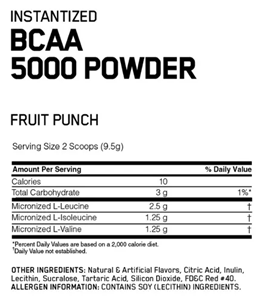 INSTANTIZED
BCAA
5000 POWDER
FRUIT PUNCH
Serving Size 2 Scoops (9.5g)
Amount Per Serving % Daily Value
Calories 10
Total Carbohydrate 3 g 1%*
Micronized L-Leucine 2.5 g †
Micronized L-Isoleucine 1.25 g †
Micronized L-Valine 1.25 g †
*Percent Daily Values are based on a 2,000 calorie diet.
†Daily Value not established.
OTHER INGREDIENTS: Natural & Artificial Flavors, Citric Acid, Inulin,
Lecithin, Sucralose, Tartaric Acid, Silicon Dioxide, FD&C Red #40.
ALLERGEN INFORMATION: CONTAINS SOY (LECITHIN) INGREDIENTS.